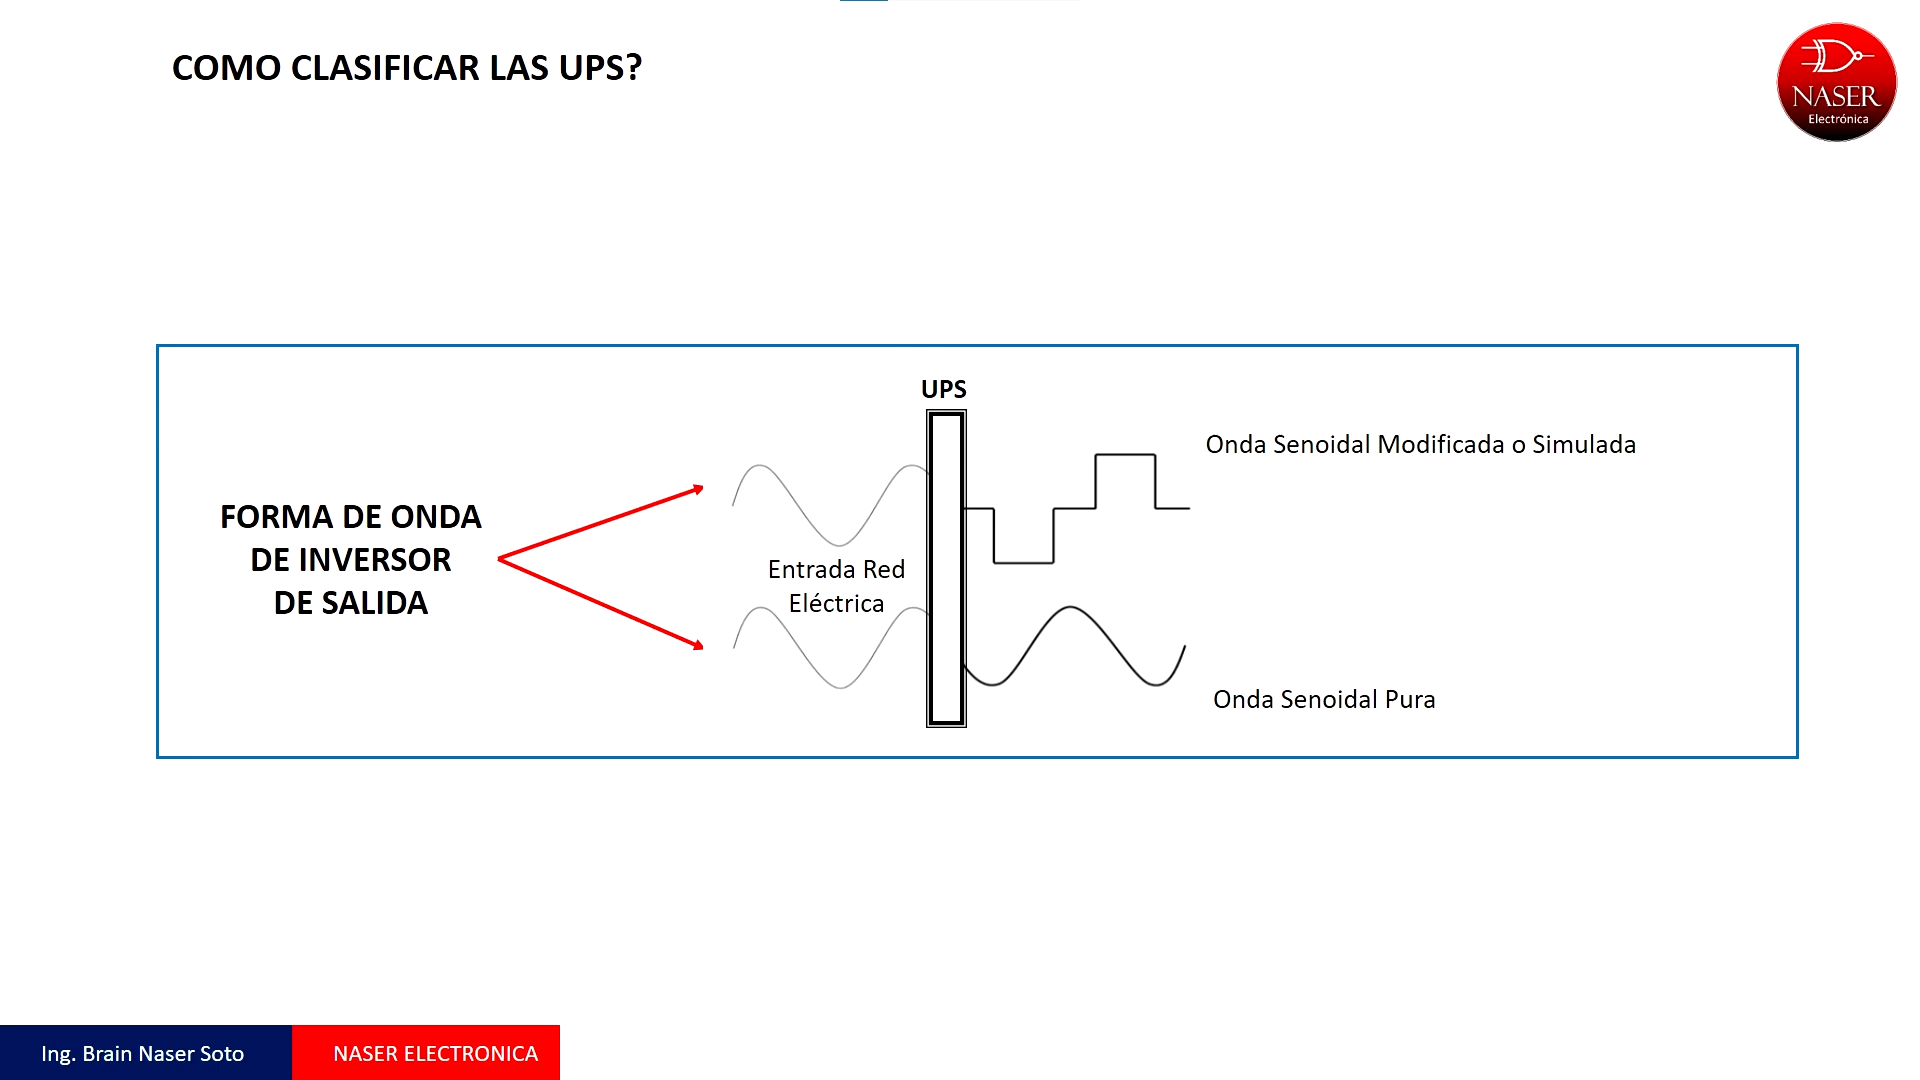 COMO CLASIFICAR LAS UPS?
NASER
Electrónica
UPS
Onda Senoidal Modificada o Simulada
FORMA DE ONDA
DE INVERSOR
DE SALIDA
Entrada Red
Eléctrica
Onda Senoidal Pura
Ing. Brain Naser Soto
NASER ELECTRONICA